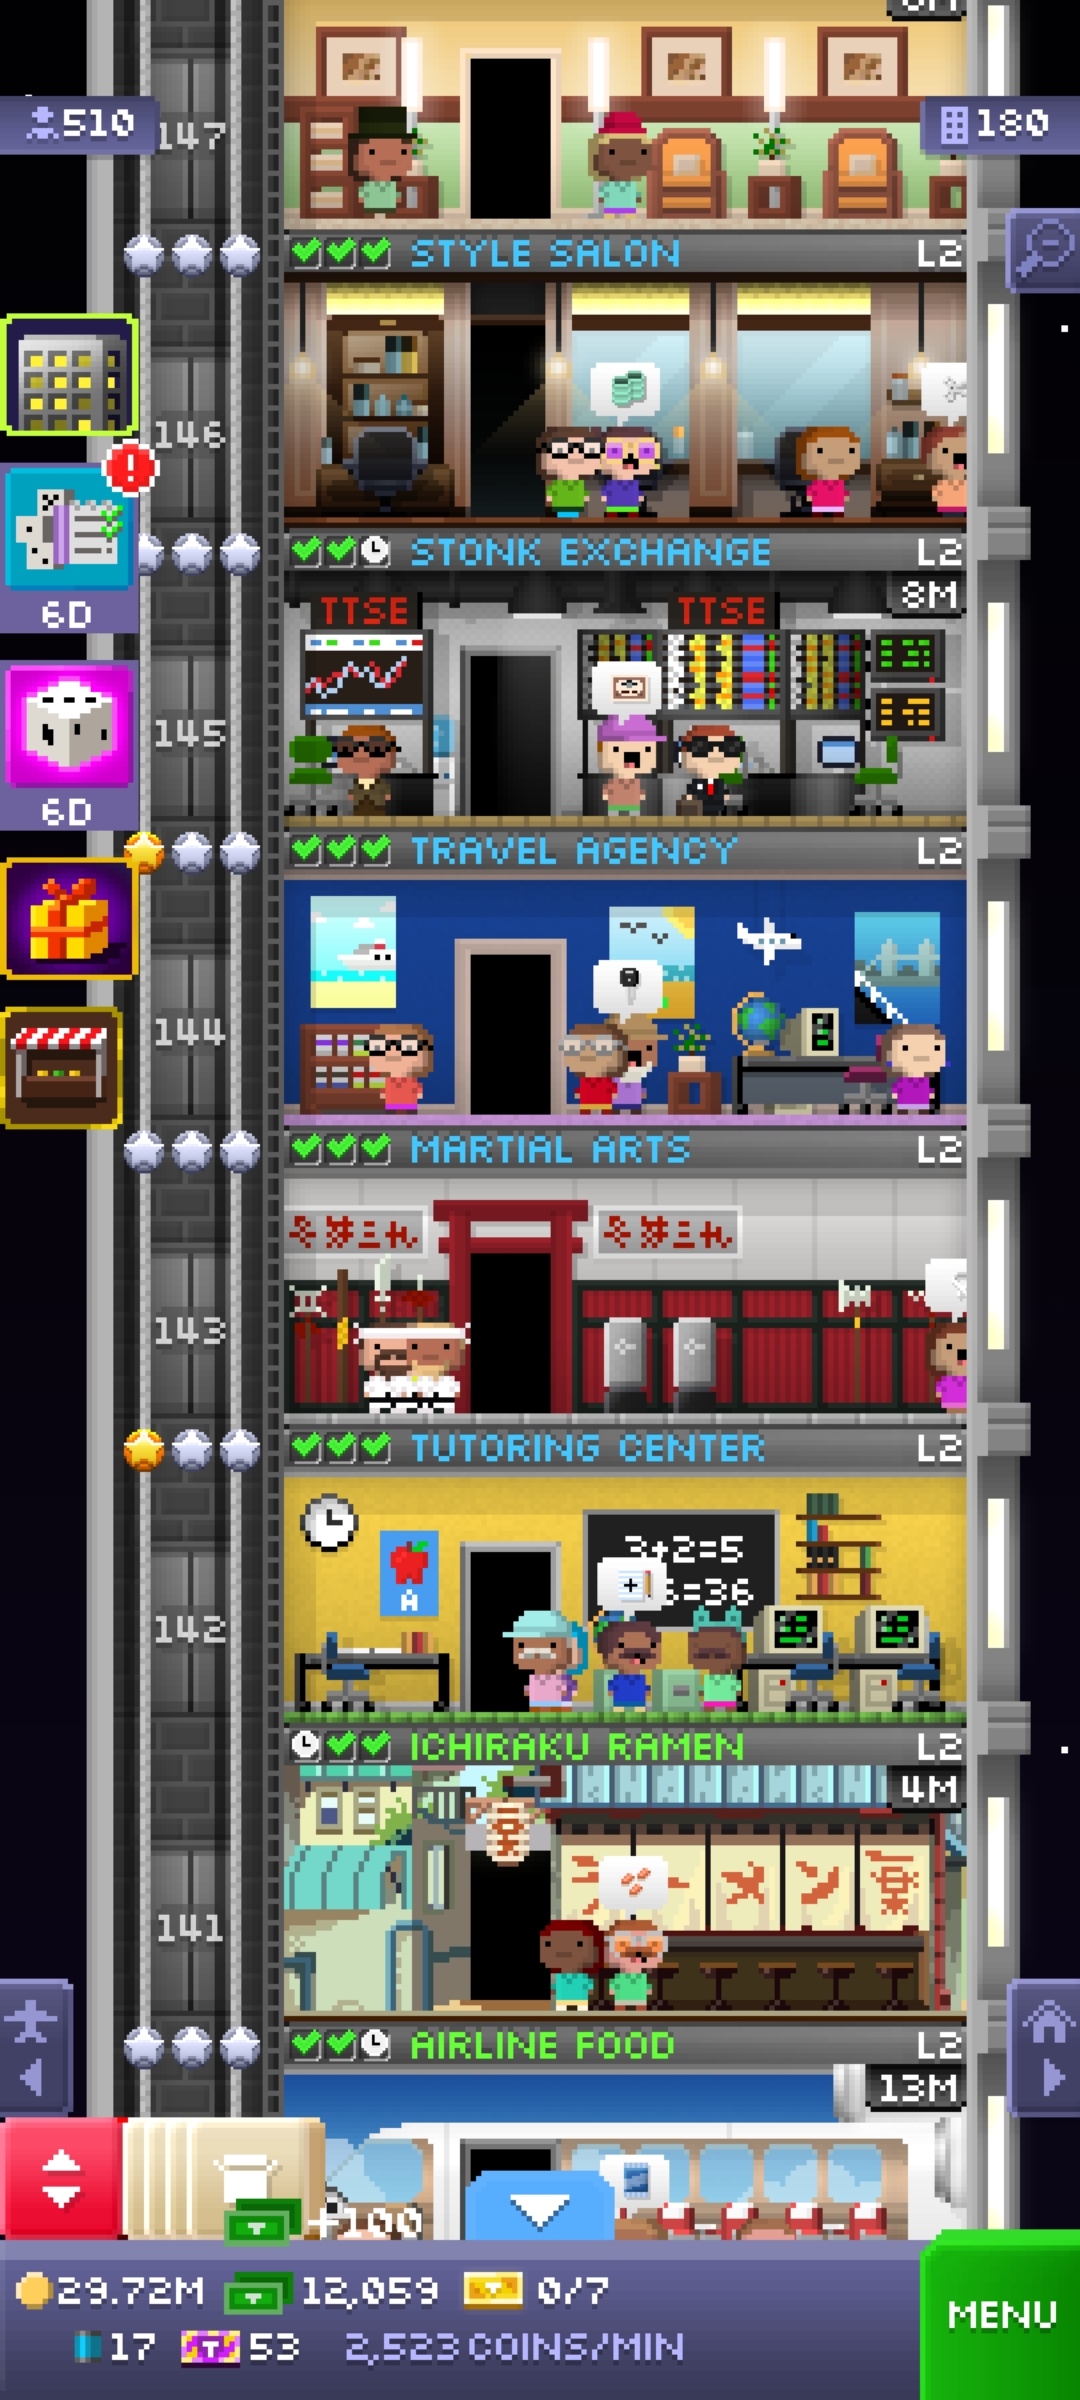 510
147
180
STYLE SALON L2
146
STONK EXCHANGE L2
8M
TTSE TTSE
6D
145
6D
TRAVEL AGENCY L2
144
MARTIAL ARTS L2
143
TUTORING CENTER L2
3+2=5
=36
A
142
ICHIRAKU RAMEN L2
4M
141
AIRLINE FOOD L2
13M
+100
29.72M 12,059 0/7
MENU
17 53 2,523 COINS/MIN